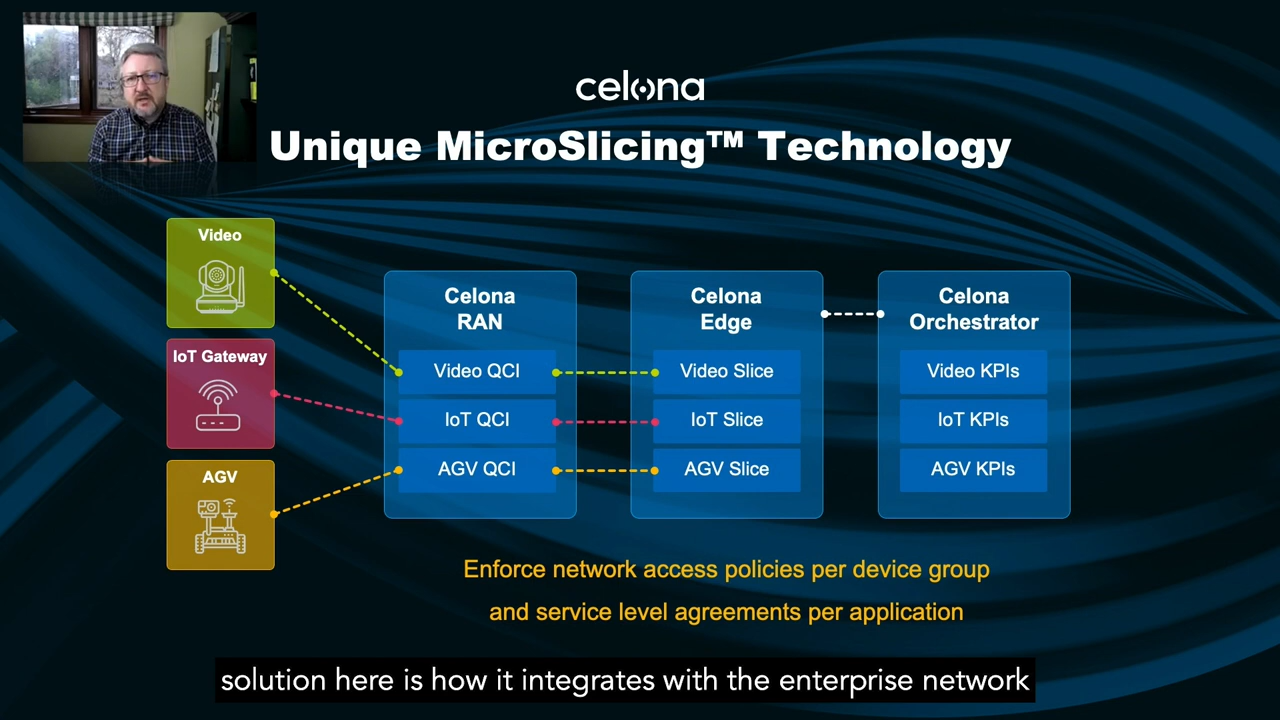 celona
Unique MicroSlicing™ Technology
Video
IoT Gateway
AGV
Celona
RAN
Video QCI
IoT QCI
AGV QCI
Celona
Edge
Video Slice
IoT Slice
AGV Slice
Celona
Orchestrator
Video KPIs
IoT KPIs
AGV KPIs
Enforce network access policies per device group
and service level agreements per application
solution here is how it integrates with the enterprise network